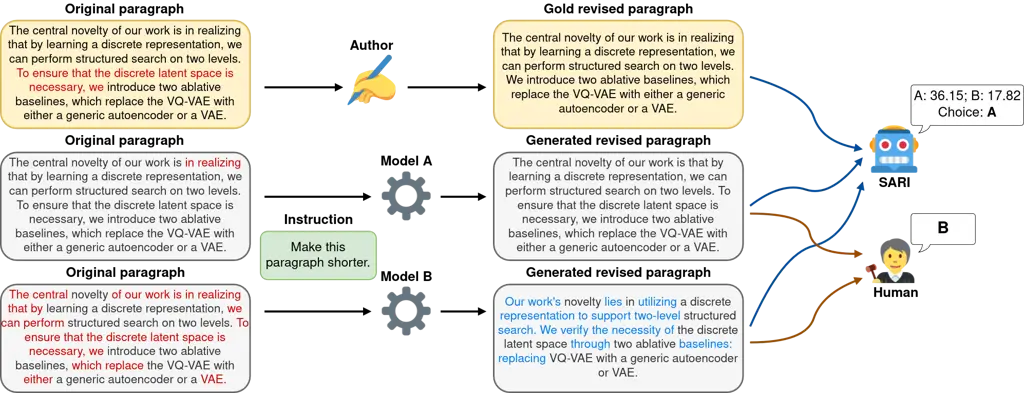 Original paragraph
The central novelty of our work is in realizing
that by learning a discrete representation, we
can perform structured search on two levels.
To ensure that the discrete latent space is
necessary, we introduce two ablative
baselines, which replace the VQ-VAE with
either a generic autoencoder or a VAE.
Author
Gold revised paragraph
The central novelty of our work is in realizing
that by learning a discrete representation, we
can perform structured search on two levels.
We introduce two ablative baselines, which
replace the VQ-VAE with either a generic
autoencoder or a VAE.
Original paragraph
The central novelty of our work is in realizing
that by learning a discrete representation, we
can perform structured search on two levels.
To ensure that the discrete latent space is
necessary, we introduce two ablative
baselines, which replace the VQ-VAE with
either a generic autoencoder or a VAE.
Model A
Generated revised paragraph
The central novelty of our work is that by
learning a discrete representation, we can
perform structured search on two levels. To
ensure that the discrete latent space is
necessary, we introduce two ablative
baselines, which replace the VQ-VAE with
either a generic autoencoder or a VAE.
Instruction
Make this
paragraph shorter.
Original paragraph
The central novelty of our work is in realizing
that by learning a discrete representation, we
can perform structured search on two levels. To
ensure that the discrete latent space is
necessary, we introduce two ablative
baselines, which replace the VQ-VAE with
either a generic autoencoder or a VAE.
Model B
Generated revised paragraph
Our work's novelty lies in utilizing a discrete
representation to support two-level structured
search. We verify the necessity of the discrete
latent space through two ablative baselines:
replacing VQ-VAE with a generic autoencoder
or VAE.
A: 36.15; B: 17.82
Choice: A
SARI
B
Human